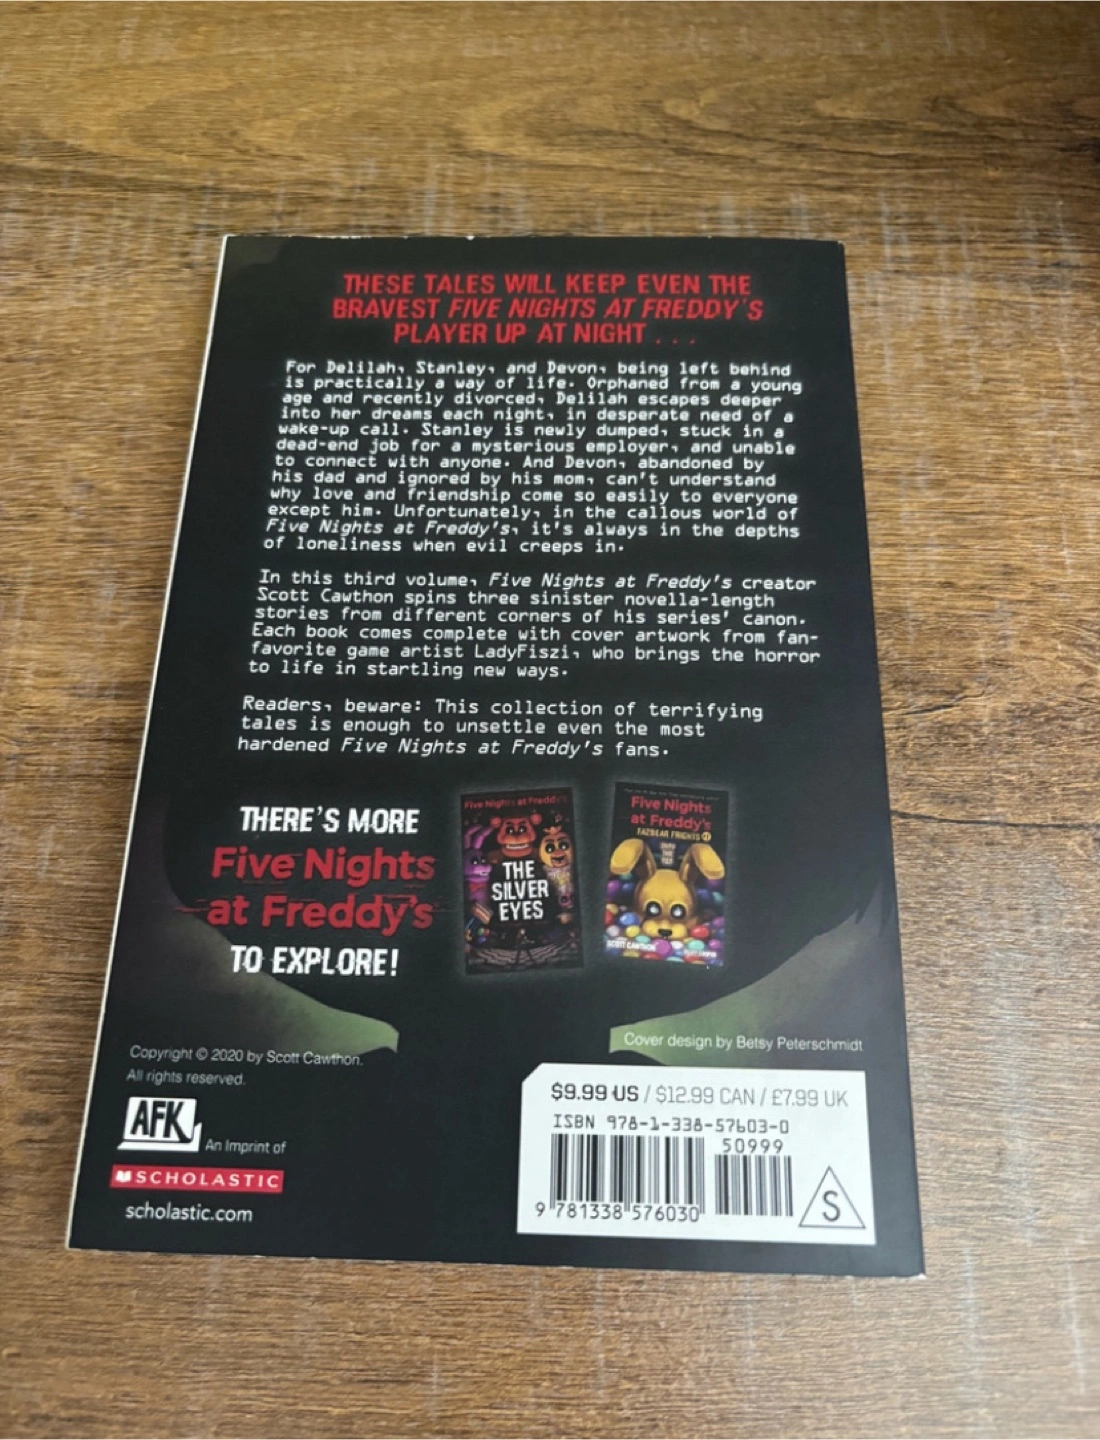 THESE TALES WILL KEEP EVEN THE
BRAVEST FIVE NIGHTS AT FREDDY'S
PLAYER UP AT NIGHT . . .
For Delilah, Stanley, and Devon, being left behind
is practically a way of life. Orphaned from a young
age and recently divorced, Delilah escapes deeper
into her dreams each night, in desperate need of a
wake-up call. Stanley is newly dumped, stuck in a
dead-end job for a mysterious employer, and unable
to connect with anyone. And Devon, abandoned by
his dad and ignored by his mom, can't understand
why love and friendship come so easily to everyone
except him. Unfortunately, in the callous world of
Five Nights at Freddy's, it's always in the depths
of loneliness when evil creeps in.
In this third volume, Five Nights at Freddy's creator
Scott Cawthon spins three sinister novella-length
stories from different corners of his series' canon.
Each book comes complete with cover artwork from fan-
favorite game artist LadyFiszi, who brings the horror
to life in startling new ways.
Readers, beware: This collection of terrifying
tales is enough to unsettle even the most
hardened Five Nights at Freddy's fans.
THERE'S MORE
Five Nights
at Freddy's
TO EXPLORE!
Five Nights at Freddy's
THE
SILVER
EYES
Five Nights
at Freddy's
FAZBEAR FRIGHTS #1
INTO
THE
PIT
SCOTT CAWTHON
Copyright © 2020 by Scott Cawthon.
All rights reserved.
AFK
An Imprint of
SCHOLASTIC
scholastic.com
Cover design by Betsy Peterschmidt
$9.99 US / $12.99 CAN / £7.99 UK
ISBN 978-1-338-57603-0
50999
9 781338 576030
S